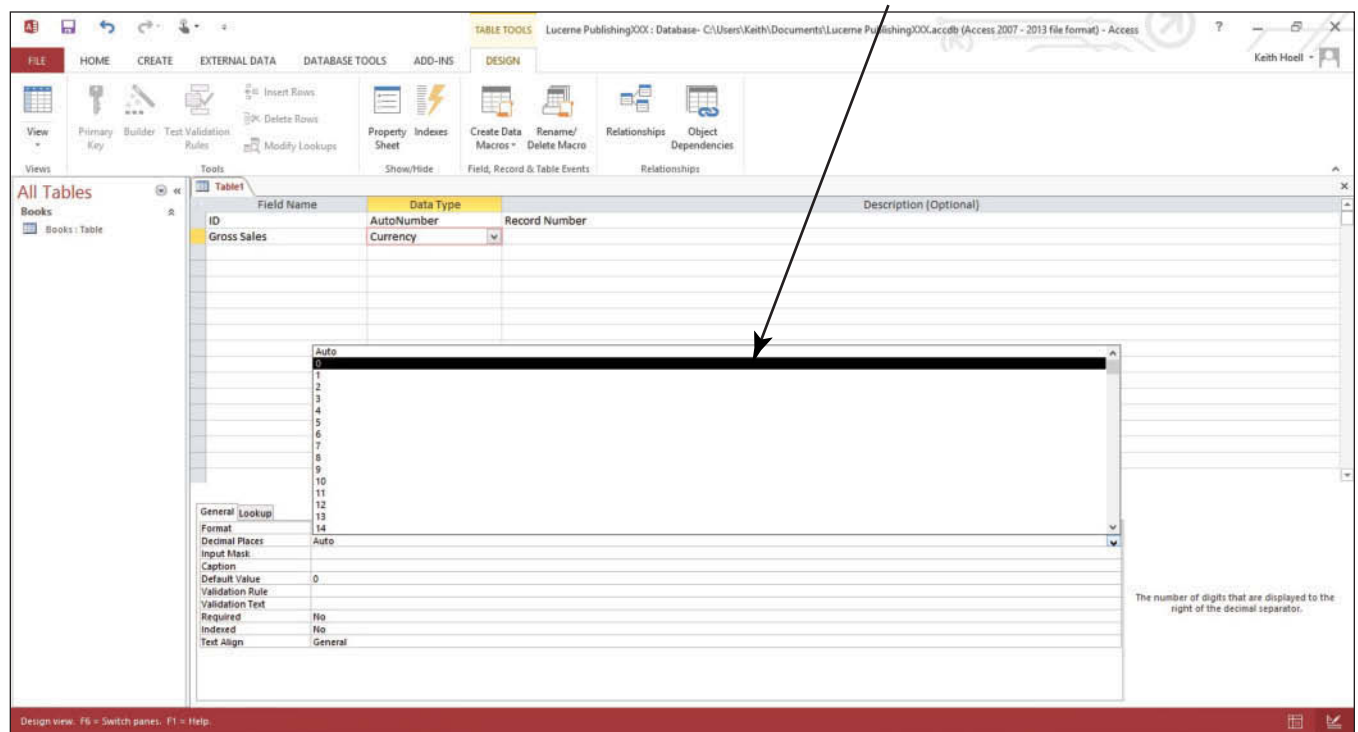 TABLE TOOLS Lucerne PublishingXXX : Database- C:\Users\Keith\Documents\Lucerne PublishingXXX.accdb (Access 2007 - 2013 file format) - Access ?
FILE HOME CREATE EXTERNAL DATA DATABASE TOOLS ADD-INS DESIGN Keith Hoell
View Primary Key Builder Test Validation Rules Insert Rows Delete Rows Modify Lookups Property Sheet Indexes Create Data Macros Rename/ Delete Macro Relationships Object Dependencies
Views Tools Show/Hide Field, Record & Table Events Relationships
All Tables
Books
Books : Table
Table1
Field Name Data Type Description (Optional)
ID AutoNumber Record Number
Gross Sales Currency
Auto
0
1
2
3
4
5
6
7
8
9
10
11
12
13
14
General Lookup
Format
Decimal Places Auto
Input Mask
Caption
Default Value 0
Validation Rule
Validation Text
Required No
Indexed No
Text Align General
The number of digits that are displayed to the
right of the decimal separator.
Design view. F6 = Switch panes. F1 = Help.